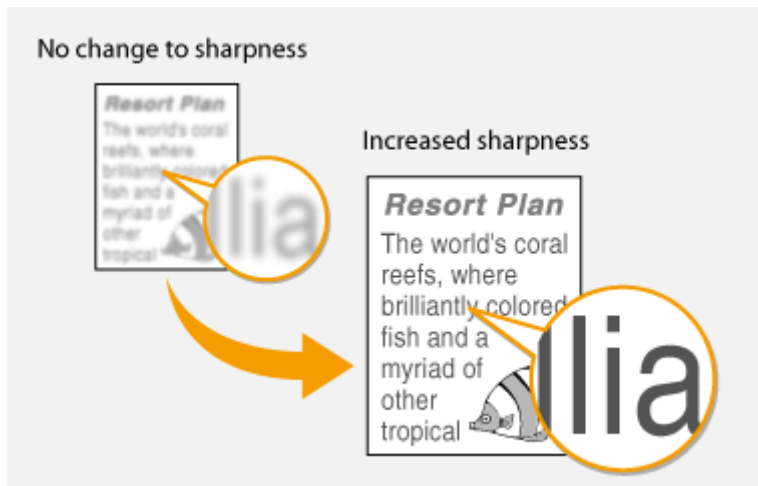 No change to sharpness
Resort Plan
The world's coral
reefs, where
brilliantly colored
fish and a
myriad of
other
tropical
llia
Increased sharpness
Resort Plan
The world's coral
reefs, where
brilliantly colored
fish and a
myriad of
other
tropical
llia